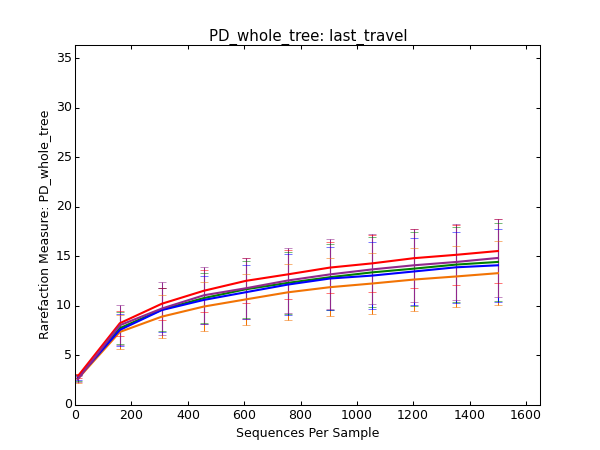 PD_whole_tree: last_travel
35
30
25
20
15
10
5
0
Rarefaction Measure: PD_whole_tree
0 200 400 600 800 1000 1200 1400 1600
Sequences Per Sample